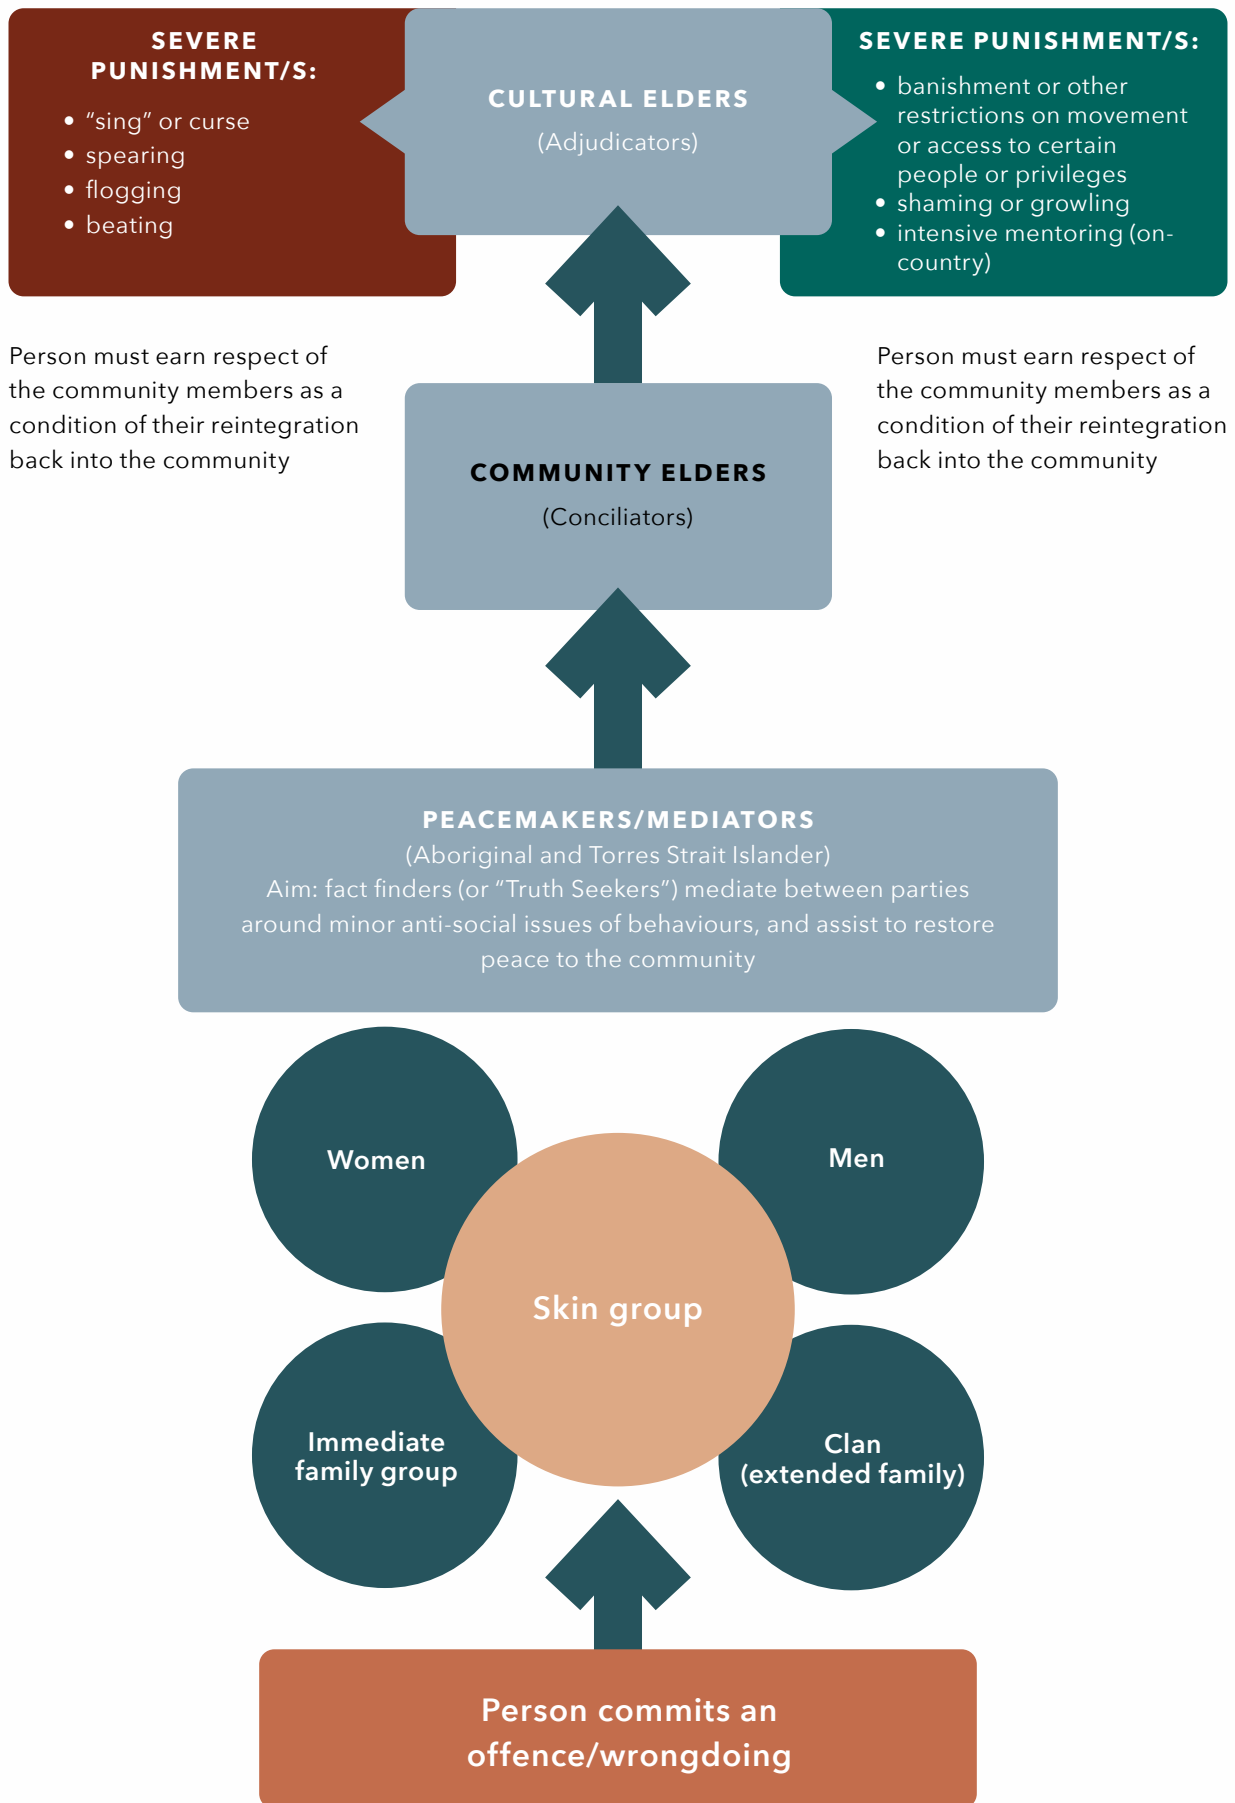 SEVERE
PUNISHMENT/S:
• “sing” or curse
• spearing
• flogging
• beating
CULTURAL ELDERS
(Adjudicators)
SEVERE PUNISHMENT/S:
• banishment or other
restrictions on movement
or access to certain
people or privileges
• shaming or growling
• intensive mentoring (on-
country)
Person must earn respect of
the community members as a
condition of their reintegration
back into the community
Person must earn respect of
the community members as a
condition of their reintegration
back into the community
COMMUNITY ELDERS
(Conciliators)
PEACEMAKERS/MEDIATORS
(Aboriginal and Torres Strait Islander)
Aim: fact finders (or “Truth Seekers”) mediate between parties
around minor anti-social issues of behaviours, and assist to restore
peace to the community
Women
Men
Skin group
Immediate
family group
Clan
(extended family)
Person commits an
offence/wrongdoing